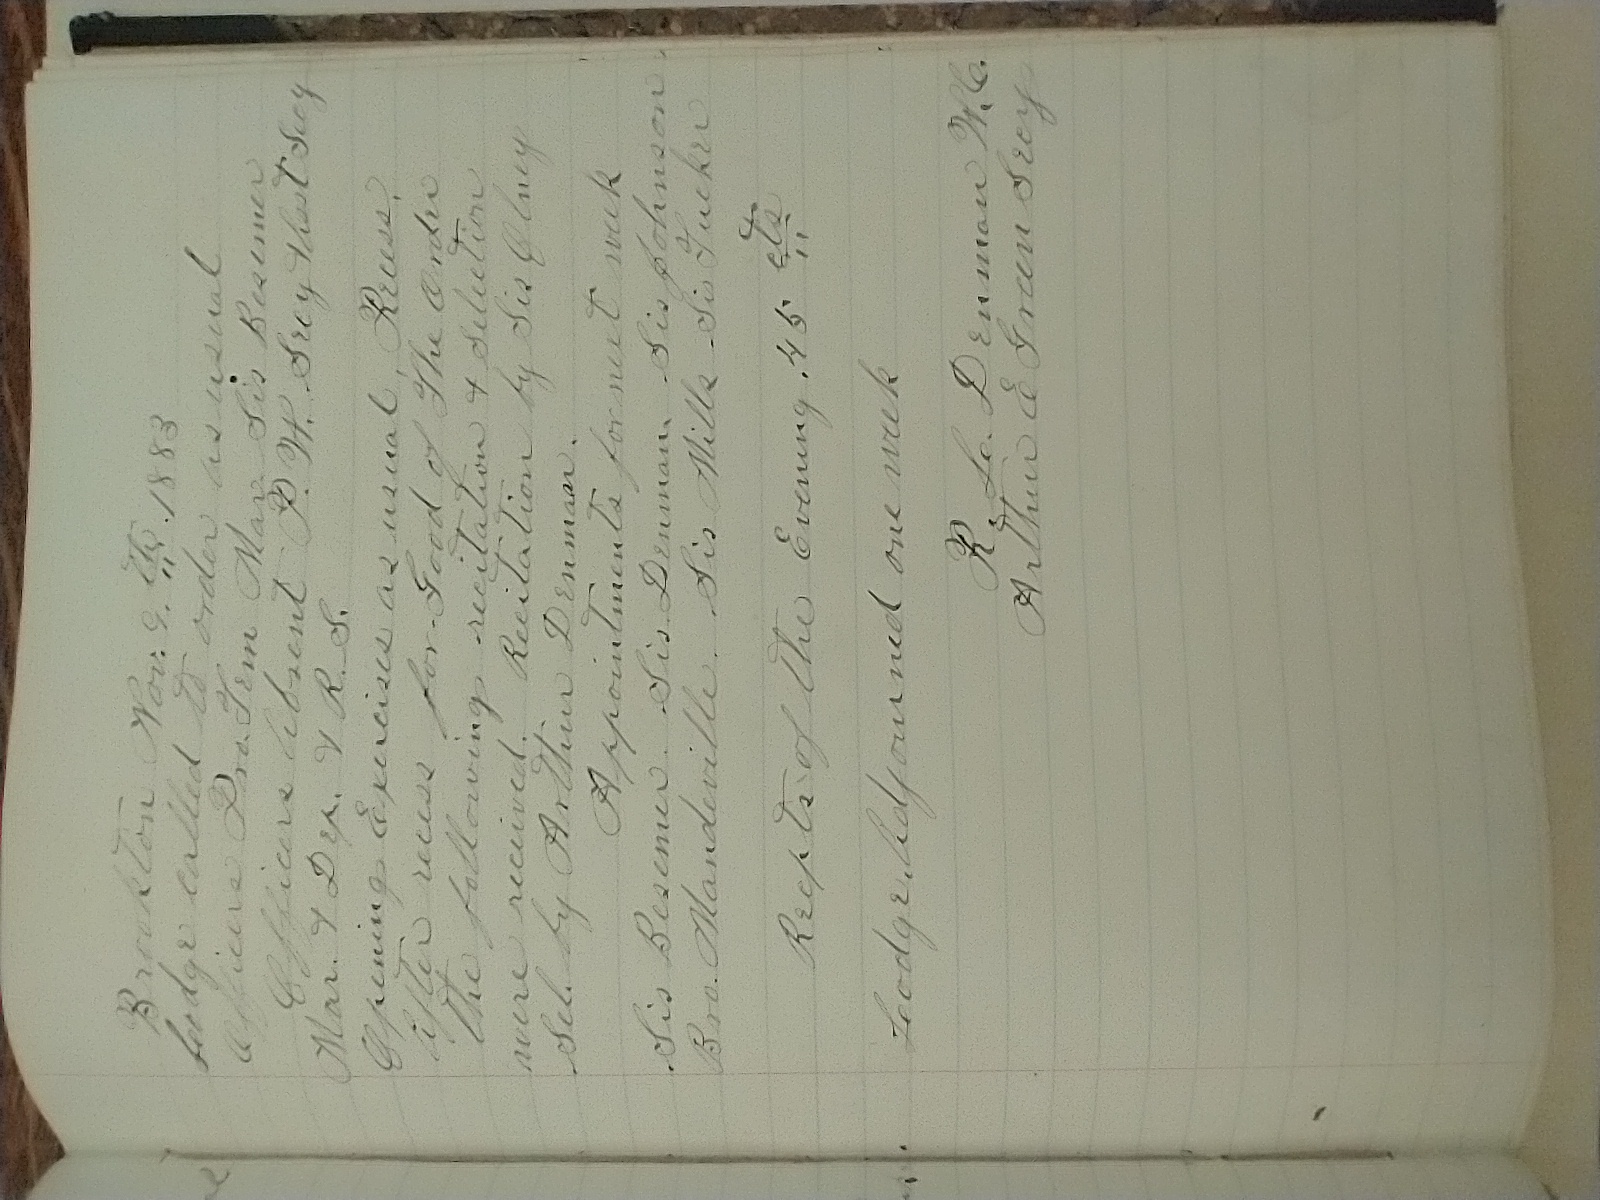 Brookton Nov. 9.th .1883
Lodge called to order as usual
Officers Pro. Tem Mar. Sis Besemer
Officers Absent P. W. Srey + Asst Secy
Mar. + Dep. + R. S.
Opening Exercises as usual, Recess,
After recess for Good of The Order
the following recitation + Selection
were received. Recitation by Sis Olney
Sel. by Arthur Denman.
Appointments for next week
Sis Besemer. Sis. Denman. Sis Johnson
Bro. Mandeville. Sis Mills Sis Tucker
Recpts of the Evening .45 cts
Lodge. Adjourned one week
R. L. Denman W. C.
Arthur E Green Srey